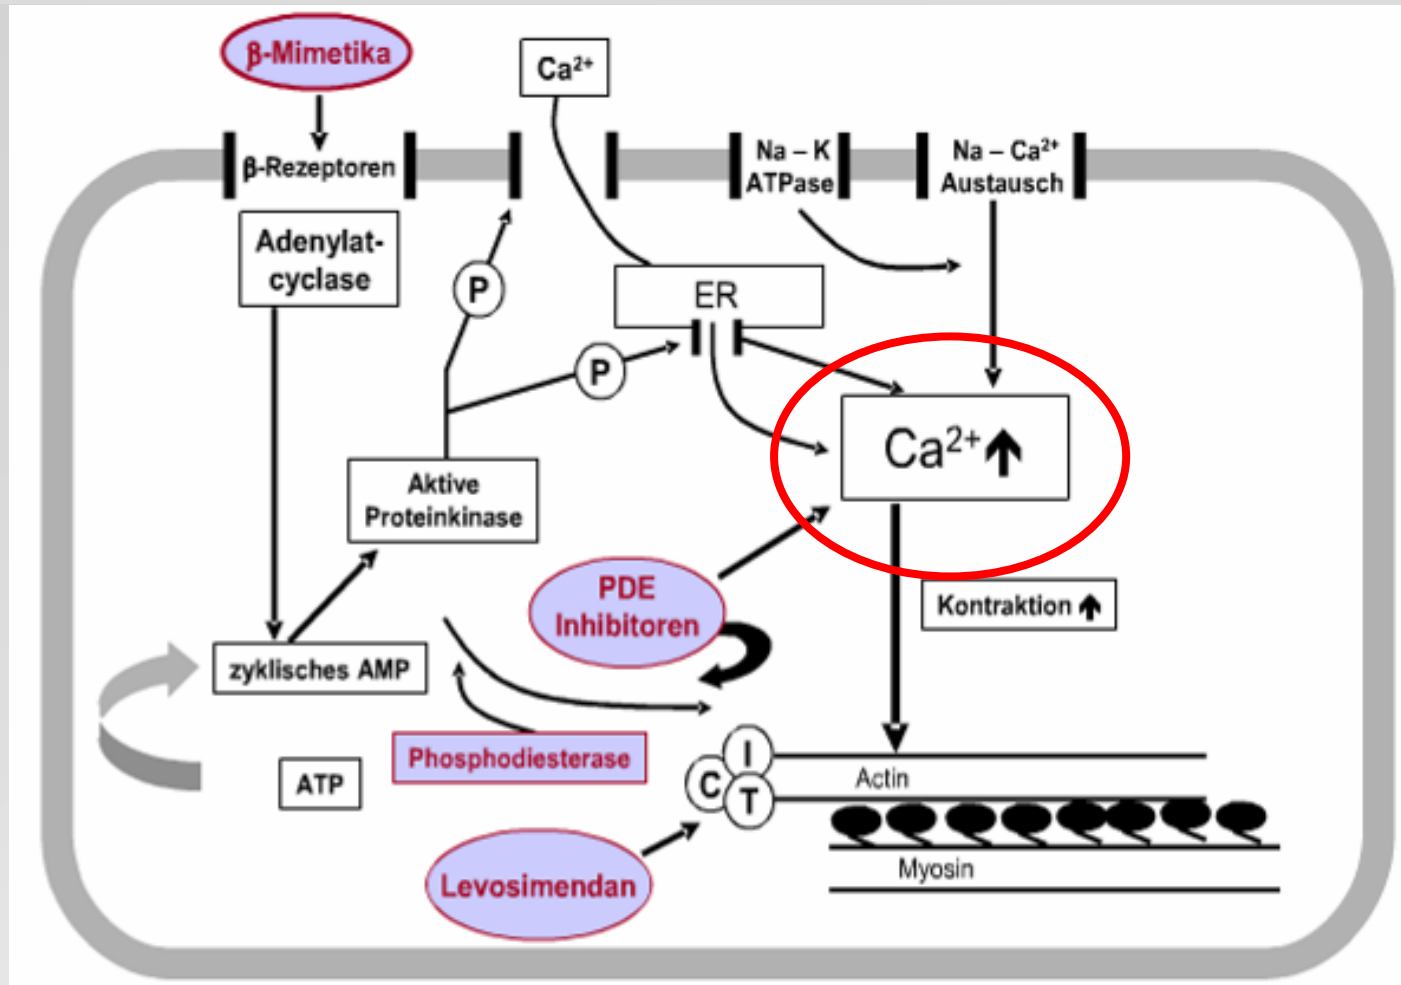 β-Mimetika
Ca²⁺
β-Rezeptoren
Na – K
ATPase
Na – Ca²⁺
Austausch
Adenylat-
cyclase
P
ER
P
Ca²⁺
Aktive
Proteinkinase
PDE
Inhibitoren
Kontraktion
zyklisches AMP
Phosphodiesterase
ATP
I
C
T
Actin
Myosin
Levosimendan